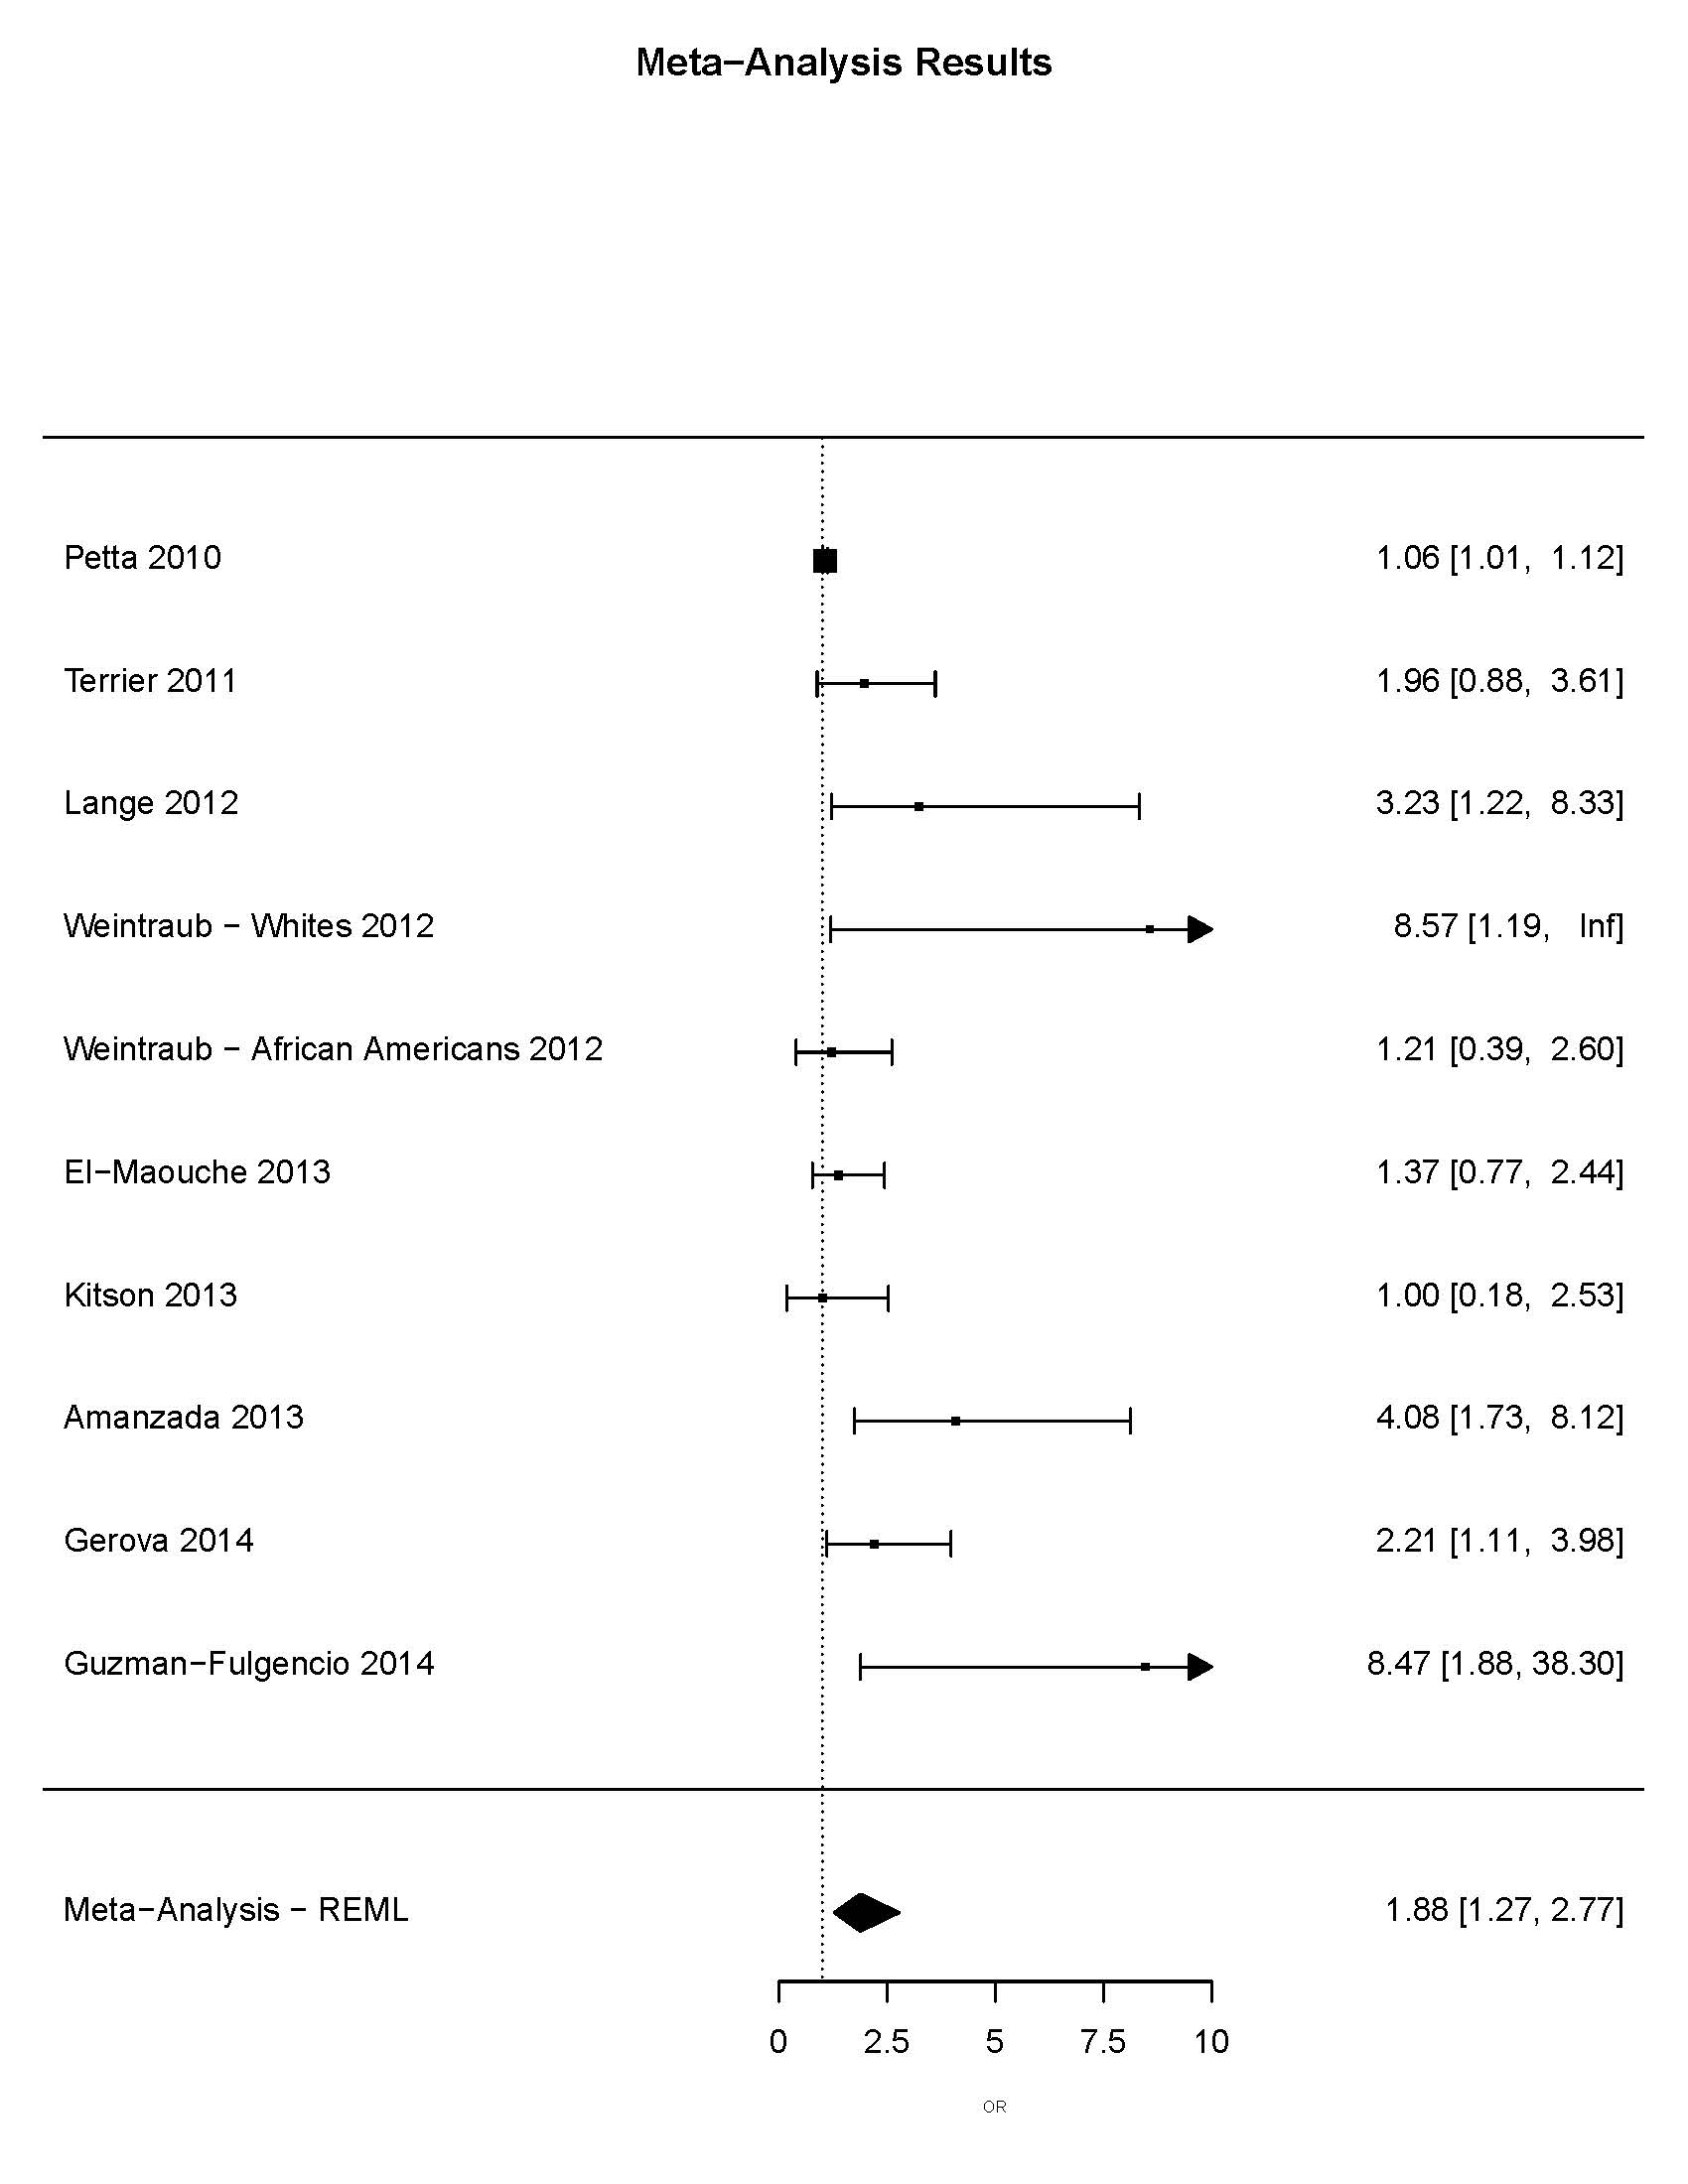 Meta−Analysis Results
Petta 2010 1.06 [1.01, 1.12]
Terrier 2011 1.96 [0.88, 3.61]
Lange 2012 3.23 [1.22, 8.33]
Weintraub − Whites 2012 8.57 [1.19, Inf]
Weintraub − African Americans 2012 1.21 [0.39, 2.60]
El−Maouche 2013 1.37 [0.77, 2.44]
Kitson 2013 1.00 [0.18, 2.53]
Amanzada 2013 4.08 [1.73, 8.12]
Gerova 2014 2.21 [1.11, 3.98]
Guzman−Fulgencio 2014 8.47 [1.88, 38.30]
Meta−Analysis − REML 1.88 [1.27, 2.77]
0 2.5 5 7.5 10
OR